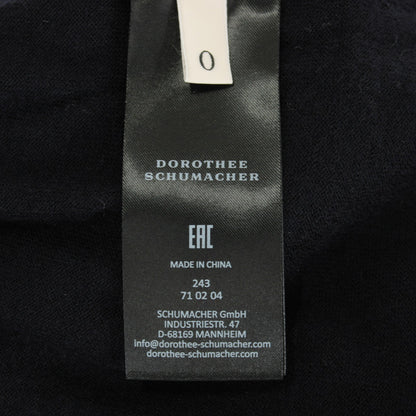 0
DOROTHEE
SCHUMACHER
EAC
MADE IN CHINA
243
71 02 04
SCHUMACHER GmbH
INDUSTRIESTR. 47
D-68169 MANNHEIM
info@dorothee-schumacher.com
dorothee-schumacher.com